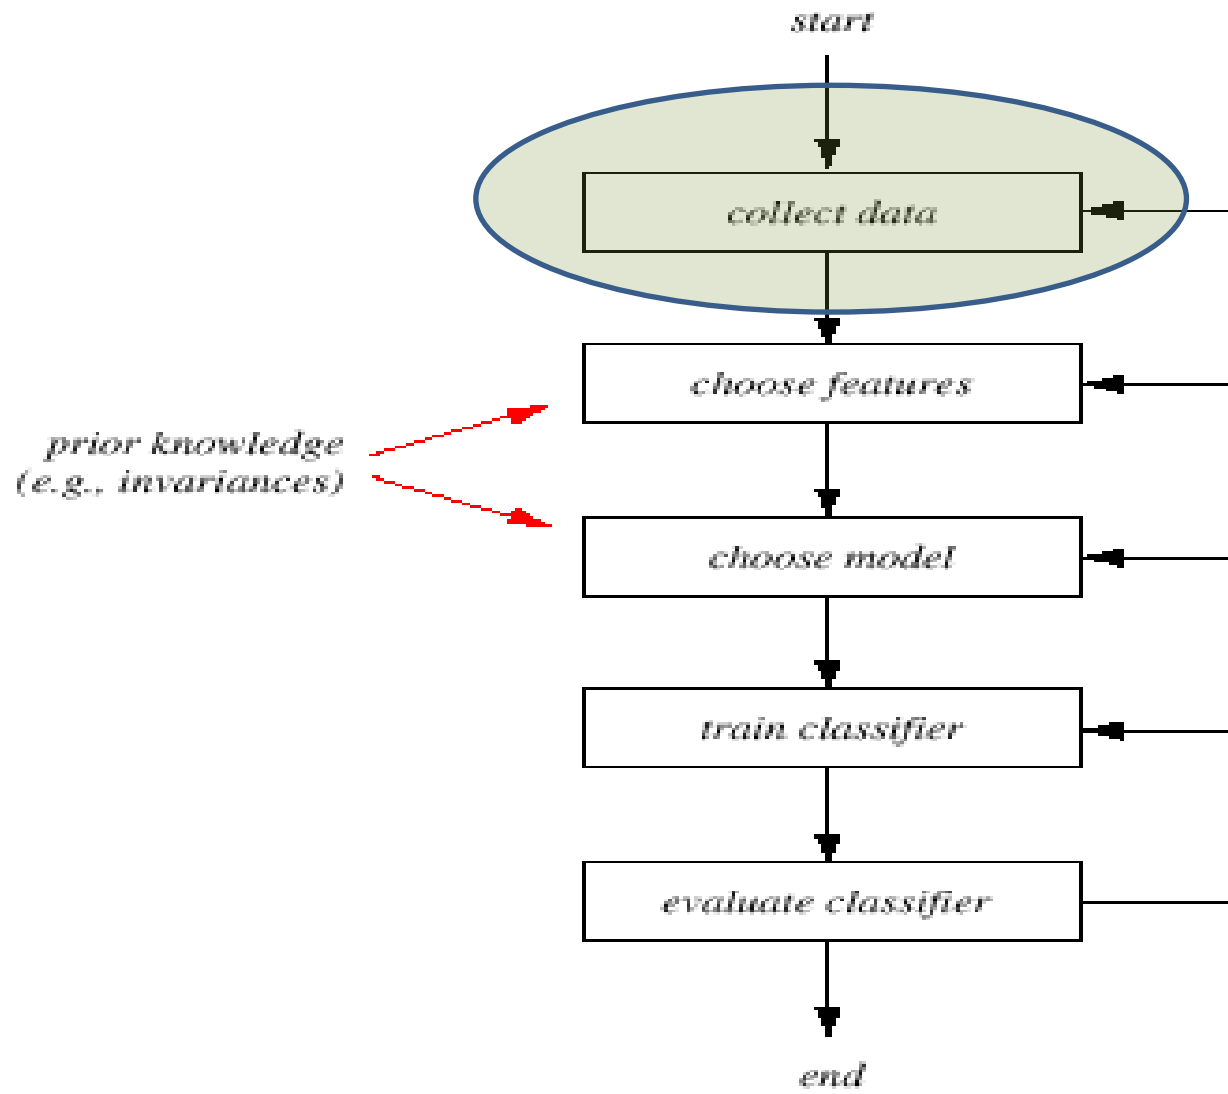 start
collect data
choose features
prior knowledge
(e.g., invariances)
choose model
train classifier
evaluate classifier
end